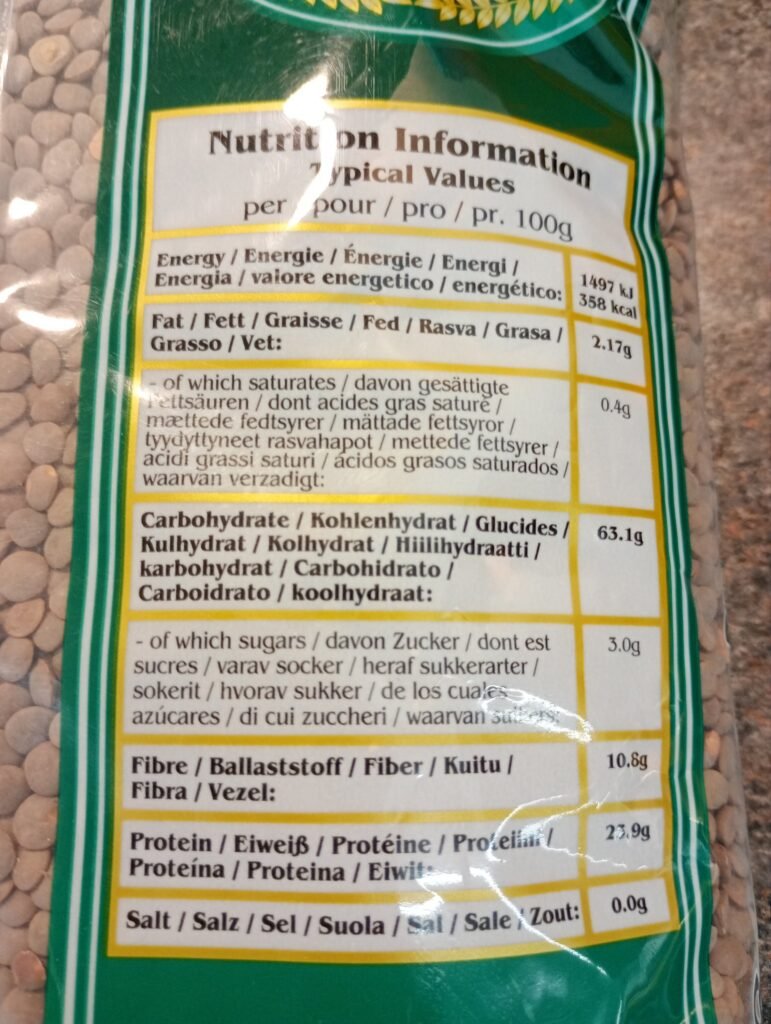 Nutrition Information
Typical Values
per pour / pro / pr. 100g
Energy / Energie / Énergie / Energi /
Energia / valore energetico / energético:
1497 kJ
358 kcal
Fat / Fett / Graisse / Fed / Rasva / Grasa /
Grasso / Vet:
2.17g
- of which saturates / davon gesättigte
Fettsäuren / dont acides gras saturé /
mættede fedtsyrer / mättade fettsyror /
tyydyttyneet rasvahapot / mettede fettsyrer /
acidi grassi saturi / ácidos grasos saturados /
waarvan verzadigt:
0.4g
Carbohydrate / Kohlenhydrat / Glucides /
Kulhydrat / Kolhydrat / Hiilihydraatti /
karbohydrat / Carbohidrato /
Carboidrato / koolhydraat:
63.1g
- of which sugars / davon Zucker / dont est
sucres / varav socker / heraf sukkerarter /
sokerit / hvorav sukker / de los cuales
azúcares / di cui zuccheri / waarvan suikers:
3.0g
Fibre / Ballaststoff / Fiber / Kuitu /
Fibra / Vezel:
10.8g
Protein / Eiweiß / Protéine / Proteiini /
Proteína / Proteina / Eiwit:
23.9g
Salt / Salz / Sel / Suola / Sal / Sale / Zout:
0.0g